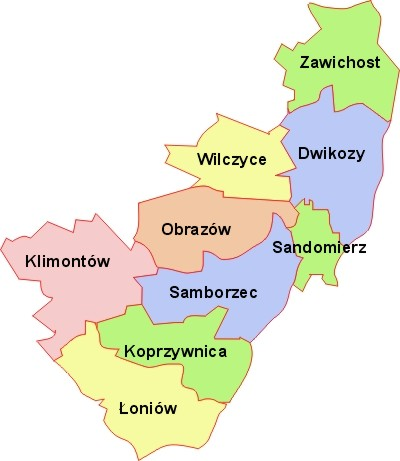 Zawichost
Dwikozy
Wilczyce
Obrazów
Sandomierz
Klimontów
Samborzec
Koprzywnica
Łoniów